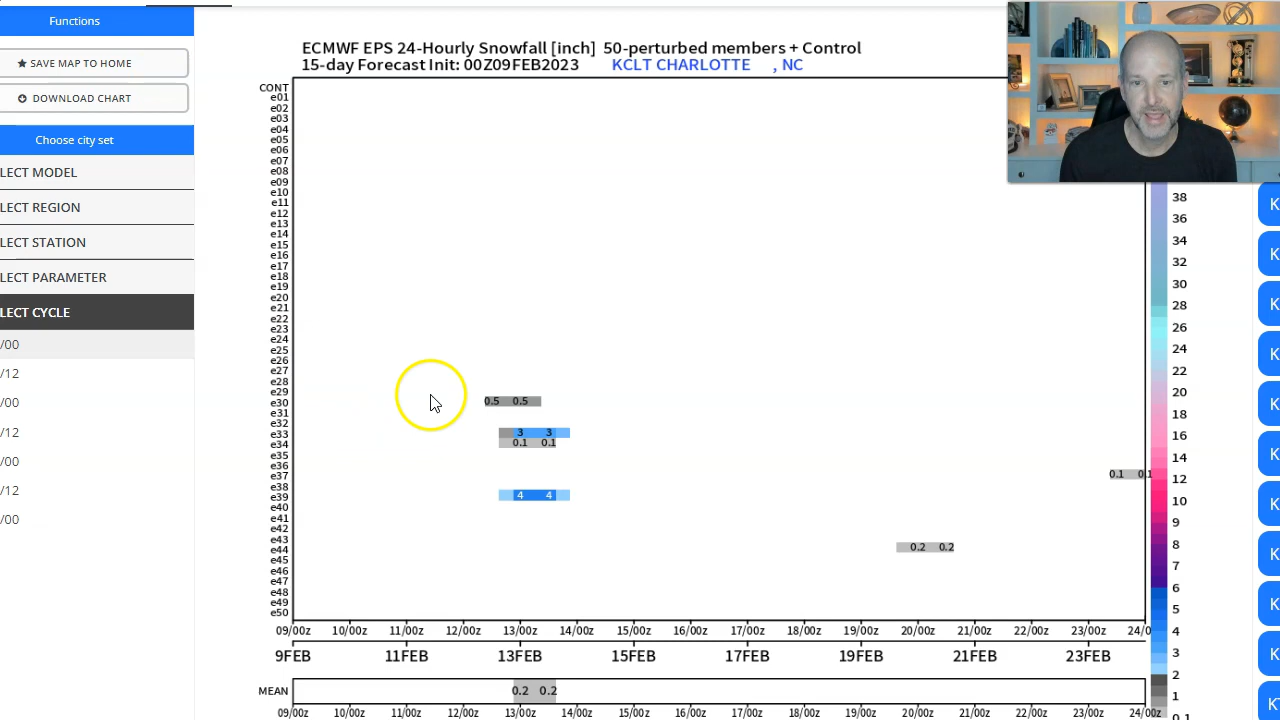 Functions
★ SAVE MAP TO HOME
DOWNLOAD CHART
Choose city set
LECT MODEL
LECT REGION
LECT STATION
LECT PARAMETER
LECT CYCLE
/00
/12
/00
/12
/00
/12
/00
ECMWF EPS 24-Hourly Snowfall [inch] 50-perturbed members + Control
15-day Forecast Init: 00Z09FEB2023 KCLT CHARLOTTE , NC
CONT
e01
e02
e03
e04
e05
e06
e07
e08
e09
e10
e11
e12
e13
e14
e15
e16
e17
e18
e19
e20
e21
e22
e23
e24
e25
e26
e27
e28
e29
e30 0.5 0.5
e31
e32
e33 3 3
e34 0.1 0.1
e35
e36
e37 0.1 0.1
e38
e39 4 4
e40
e41
e42
e43
e44 0.2 0.2
e45
e46
e47
e48
e49
e50
09/00z 10/00z 11/00z 12/00z 13/00z 14/00z 15/00z 16/00z 17/00z 18/00z 19/00z 20/00z 21/00z 22/00z 23/00z 24/0
9FEB 11FEB 13FEB 15FEB 17FEB 19FEB 21FEB 23FEB
MEAN 0.2 0.2
09/00z 10/00z 11/00z 12/00z 13/00z 14/00z 15/00z 16/00z 17/00z 18/00z 19/00z 20/00z 21/00z 22/00z 23/00z 24/00z
38
36
34
32
30
28
26
24
22
20
18
16
14
12
10
9
8
7
6
5
4
3
2
1
0.1
K
K
K
K
K
K
K
K
K
K
K